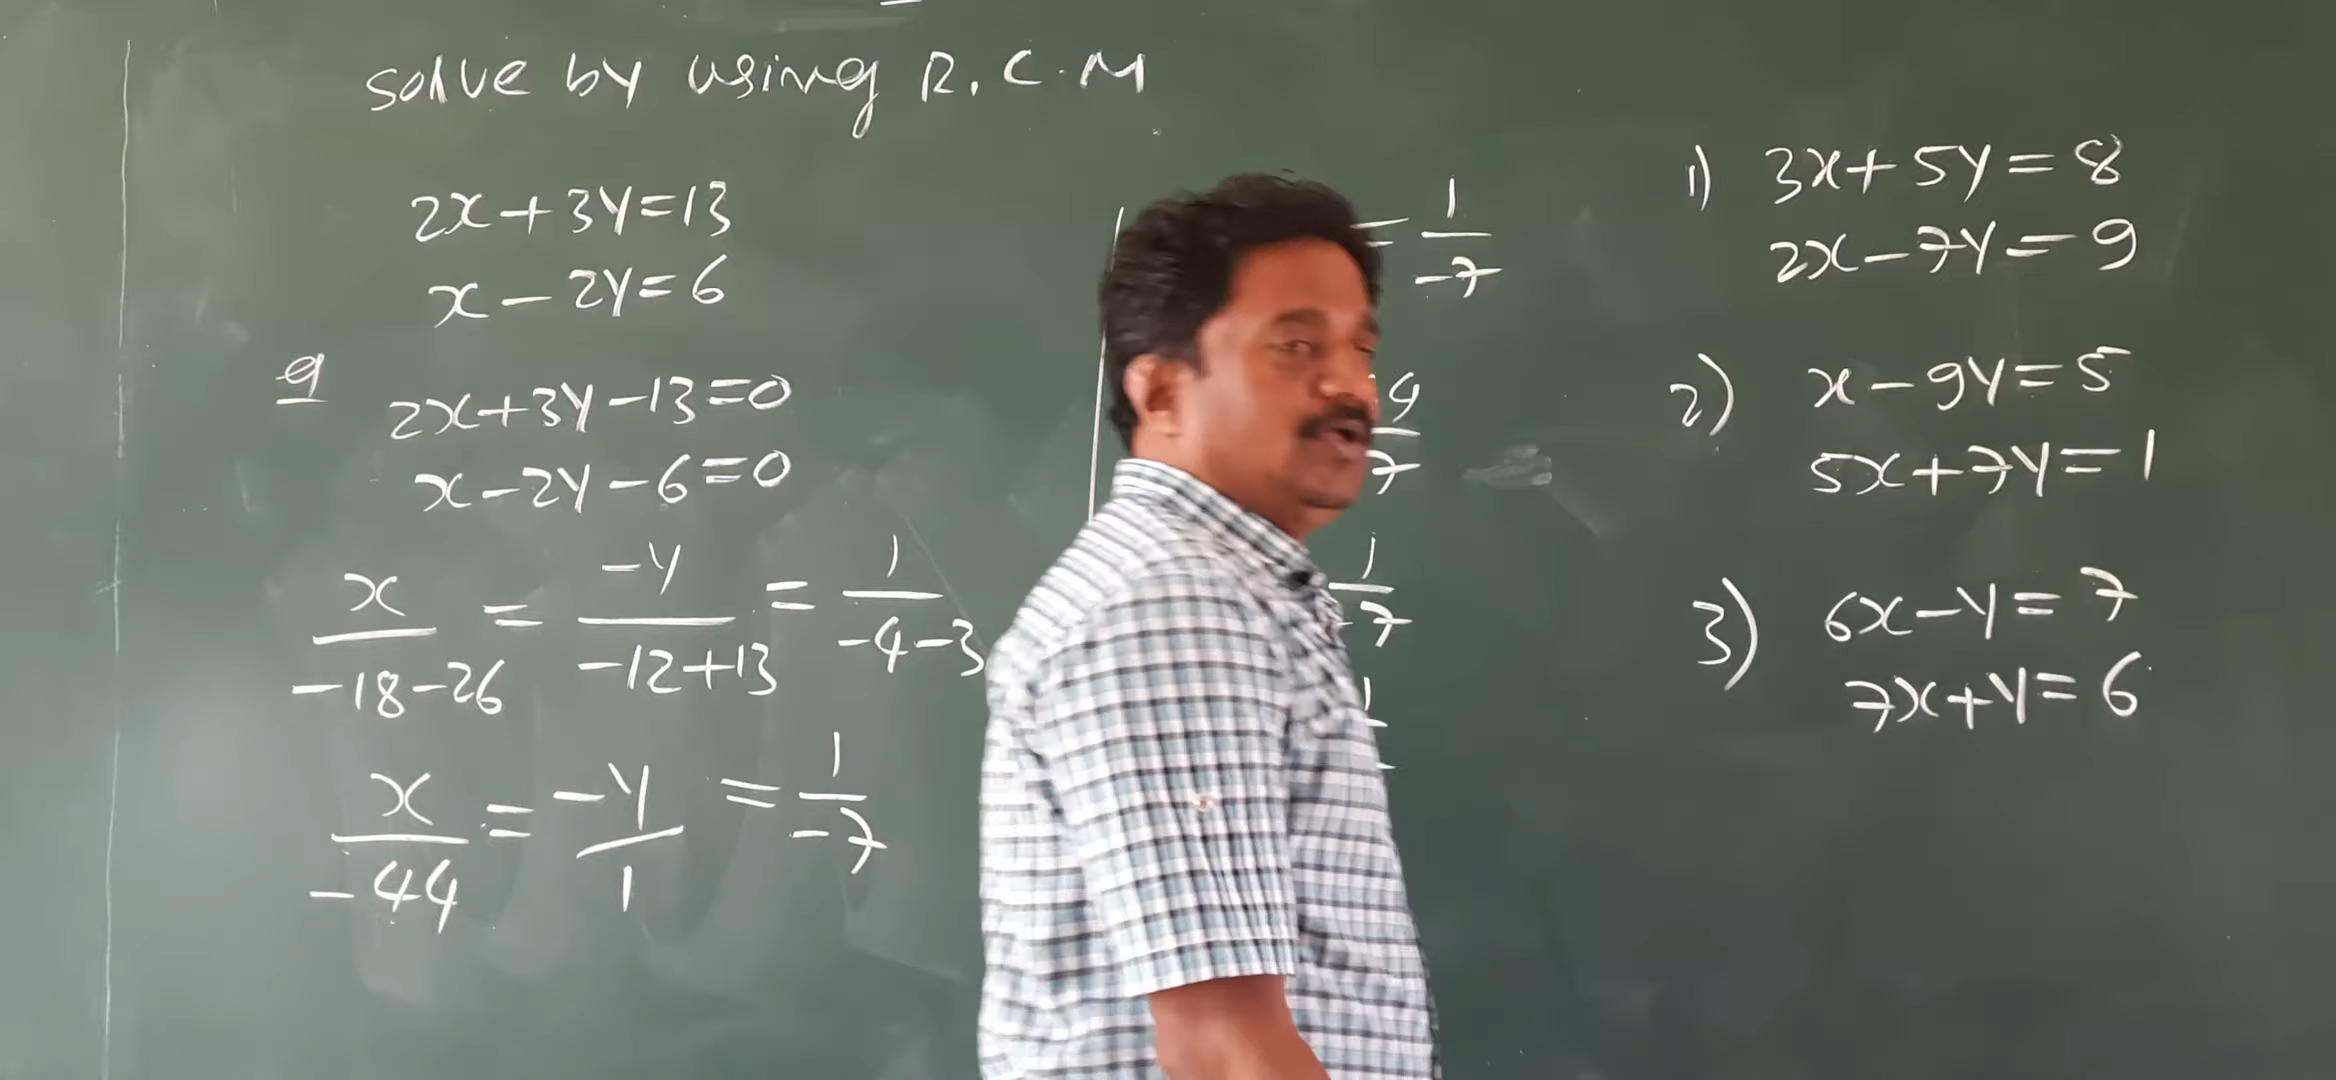 solve by using R.C.M
2x+3y=13
x-2y=6
2x+3y-13=0
x-2y-6=0
x/-18-26 = -y/-12+13 = 1/-4-3
x/-44 = -y/1 = 1/-7
= 1/-7
4/7
1/-7
1
1) 3x+5y=8
2x-7y=9
2) x-9y=5
5x+7y=1
3) 6x-y=7
7x+y=6